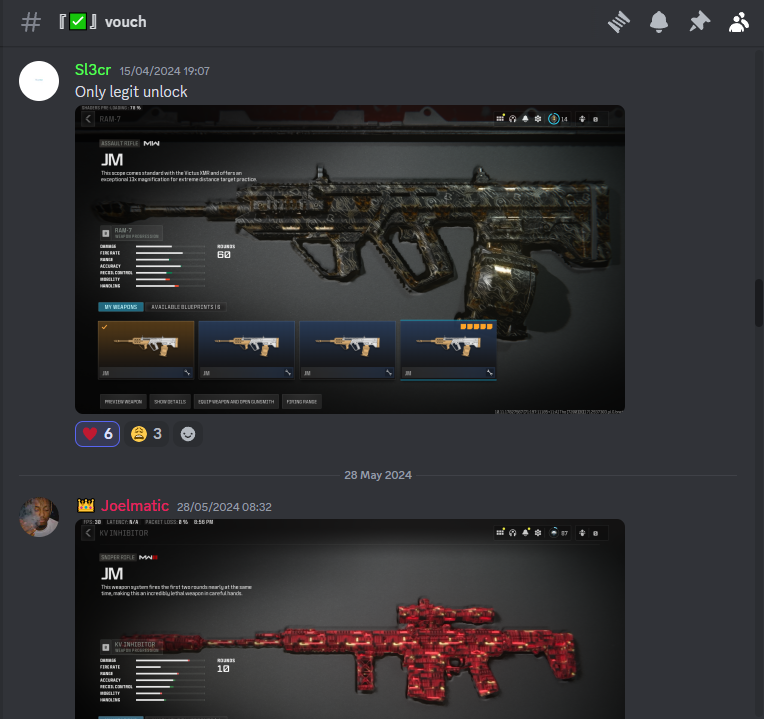 『✅』 vouch
Sl3cr 15/04/2024 19:07
Only legit unlock
SHADERS PRE LOADING : 78 %
RAM-7
14
0
ASSAULT RIFLE MW
JM
This scope comes standard with the Victus XMR and offers an
exceptional 13x magnification for extreme distance target practice.
RAM-7
WEAPON PROGRESSION
DAMAGE
FIRE RATE
RANGE
ACCURACY
RECOIL CONTROL
MOBILITY
HANDLING
ROUNDS
60
MY WEAPONS AVAILABLE BLUEPRINTS | 6
JM JM JM JM
PREVIEW WEAPON SHOW DETAILS EQUIP WEAPON AND OPEN GUNSMITH FIRING RANGE
6 3
28 May 2024
Joelmatic 28/05/2024 08:32
FPS: 38 LATENCY: N/A PACKET LOSS: 0 % 8:56 PM
KV INHIBITOR
87
0
SNIPER RIFLE MW
JM
This weapon system fires the first two rounds nearly at the same
time, making this an incredibly lethal weapon in careful hands.
KV INHIBITOR
WEAPON PROGRESSION
DAMAGE
FIRE RATE
RANGE
ACCURACY
RECOIL CONTROL
MOBILITY
HANDLING
ROUNDS
10